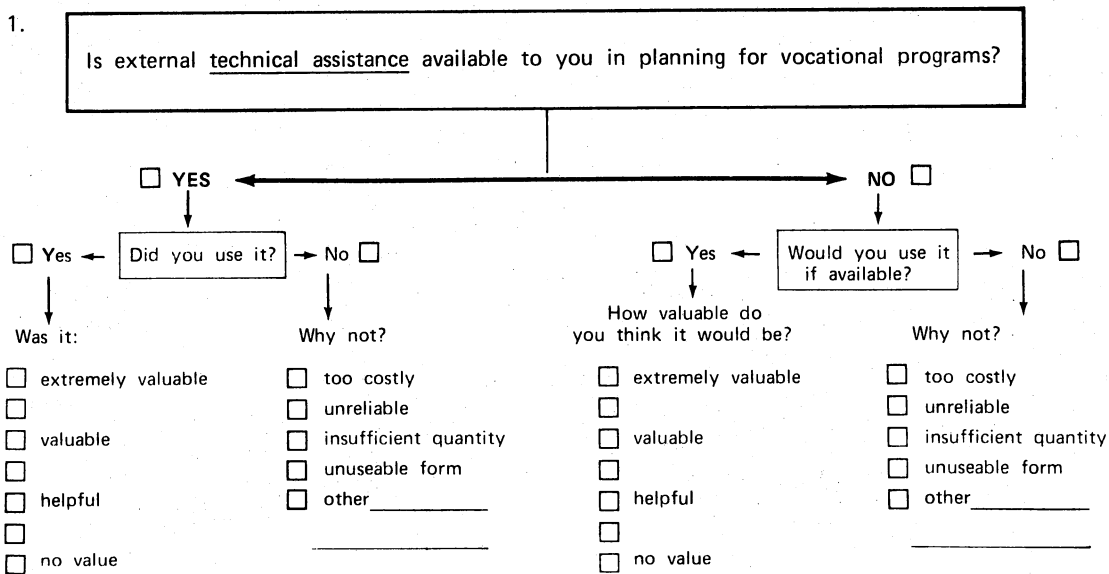 1.
Is external technical assistance available to you in planning for vocational programs?
YES
NO
Yes
Did you use it?
No
Yes
Would you use it
if available?
No
Was it:
Why not?
How valuable do
you think it would be?
Why not?
extremely valuable
valuable
helpful
no value
too costly
unreliable
insufficient quantity
unuseable form
other
extremely valuable
valuable
helpful
no value
too costly
unreliable
insufficient quantity
unuseable form
other